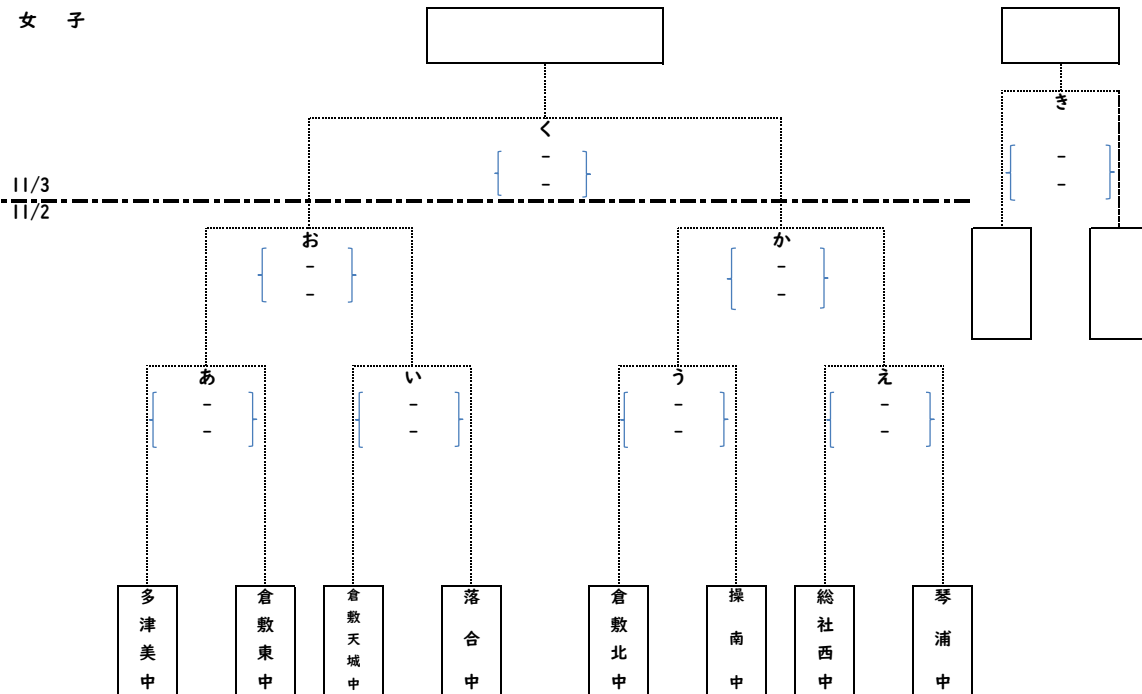 女 子
き
く
-
-
-
-
11/3
11/2
お
か
-
-
-
-
あ
い
う
え
-
-
-
-
-
-
-
-
多津美中
倉敷東中
倉敷天城中
落合中
倉敷北中
操南中
総社西中
琴浦中